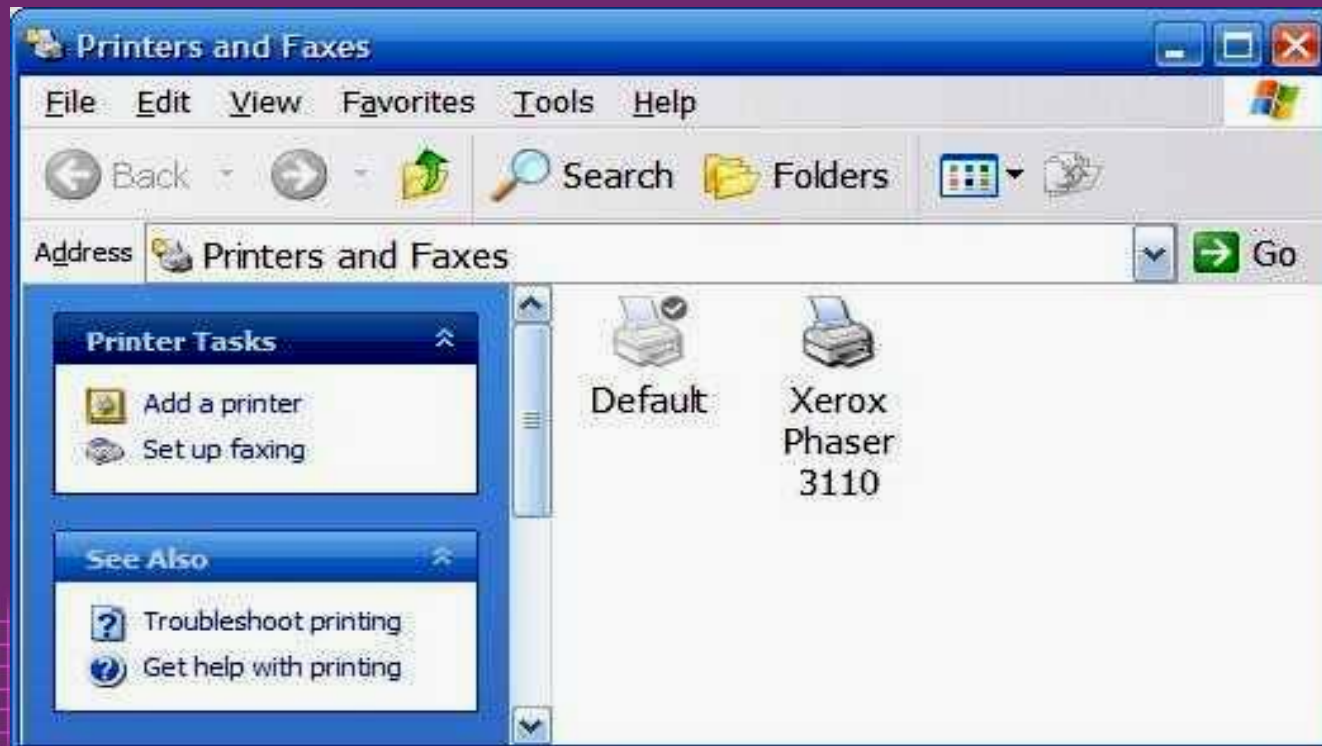 Printers and Faxes
File Edit View Favorites Tools Help
Back Search Folders
Address Printers and Faxes Go
Printer Tasks
Add a printer
Set up faxing
See Also
Troubleshoot printing
Get help with printing
Default
Xerox
Phaser
3110